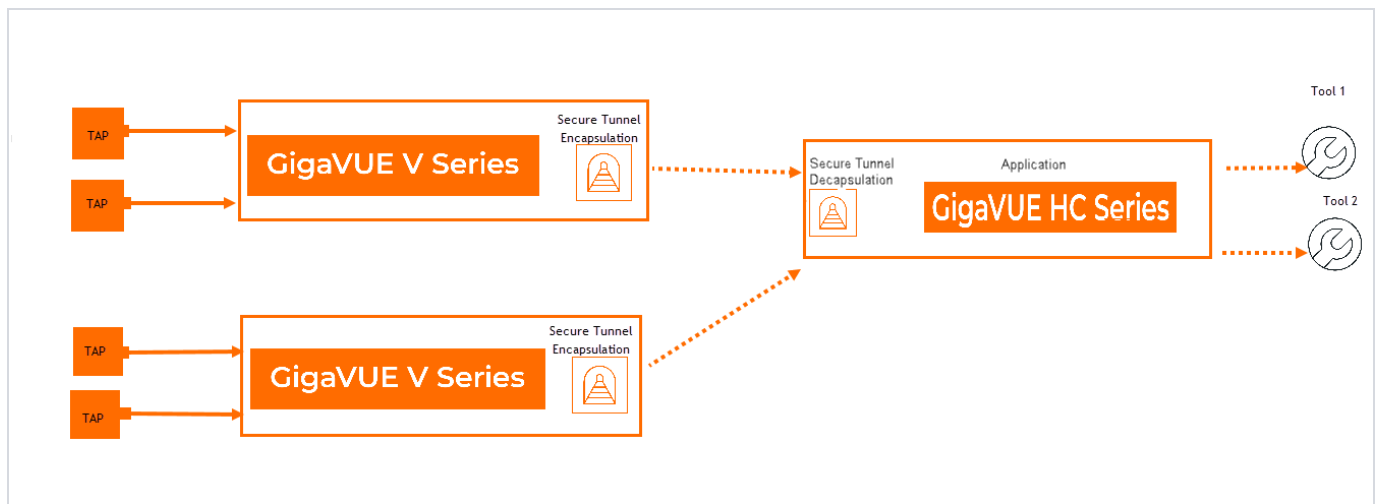 TAP
TAP
Secure Tunnel
Encapsulation
GigaVUE V Series
TAP
TAP
Secure Tunnel
Encapsulation
GigaVUE V Series
Secure Tunnel
Decapsulation
Application
GigaVUE HC Series
Tool 1
Tool 2